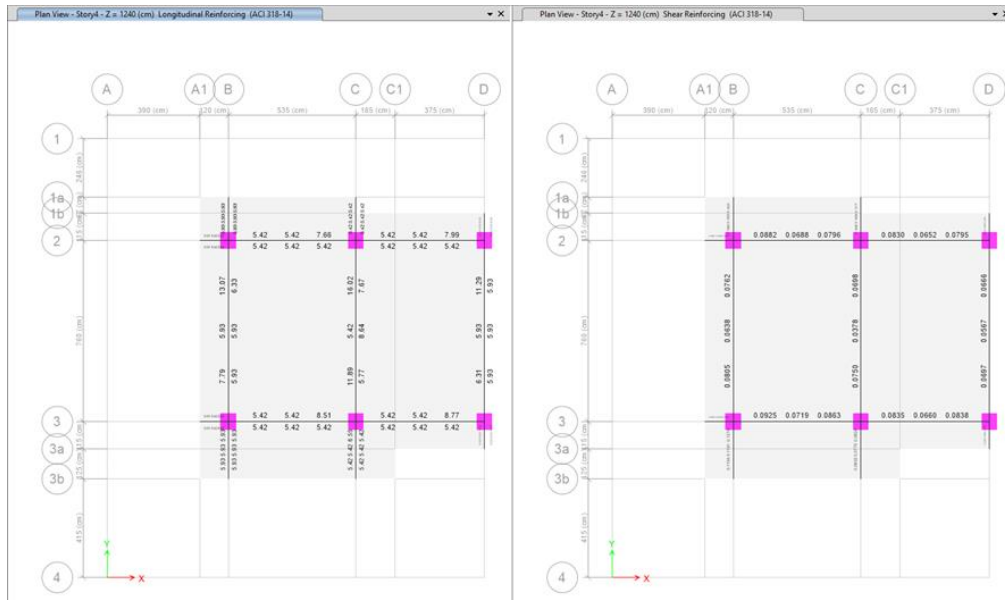 Plan View - Story4 - Z = 1240 (cm) Longitudinal Reinforcing (ACI 318-14)
A A1 B C C1 D
390 (cm) 120 (cm) 535 (cm) 165 (cm) 375 (cm)
1
1a
1b
2
5.42 5.42 7.66 5.42 5.42 7.99
5.42 5.42 5.42 5.42 5.42 5.42
13.07 6.33 16.02 7.67 11.29 5.93
760 (cm)
5.93 5.93 5.42 8.64 5.93 5.93
7.79 5.93 11.89 5.77 6.31 5.93
3
5.42 5.42 8.51 5.42 5.42 8.77
5.42 5.42 5.42 5.42 5.42 5.42
3a
3b
415 (cm)
4
Y
X
Plan View - Story4 - Z = 1240 (cm) Shear Reinforcing (ACI 318-14)
A A1 B C C1 D
390 (cm) 120 (cm) 535 (cm) 165 (cm) 375 (cm)
1
1a
1b
2
0.0882 0.0688 0.0796 0.0830 0.0652 0.0795
0.0762 0.0698 0.0666
760 (cm)
0.0638 0.0378 0.0567
0.0805 0.0750 0.0697
3
0.0925 0.0719 0.0863 0.0835 0.0660 0.0838
3a
3b
415 (cm)
4
Y
X